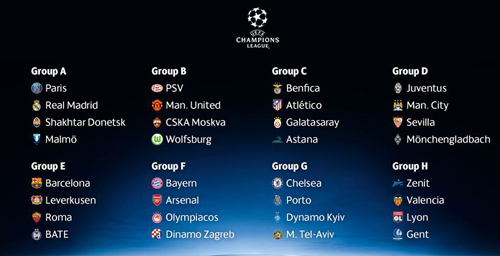 UEFA
CHAMPIONS
LEAGUE
Group A
Paris
Real Madrid
Shakhtar Donetsk
Malmö
Group B
PSV
Man. United
CSKA Moskva
Wolfsburg
Group C
Benfica
Atlético
Galatasaray
Astana
Group D
Juventus
Man. City
Sevilla
Mönchengladbach
Group E
Barcelona
Leverkusen
Roma
BATE
Group F
Bayern
Arsenal
Olympiacos
Dinamo Zagreb
Group G
Chelsea
Porto
Dynamo Kyiv
M. Tel-Aviv
Group H
Zenit
Valencia
Lyon
Gent